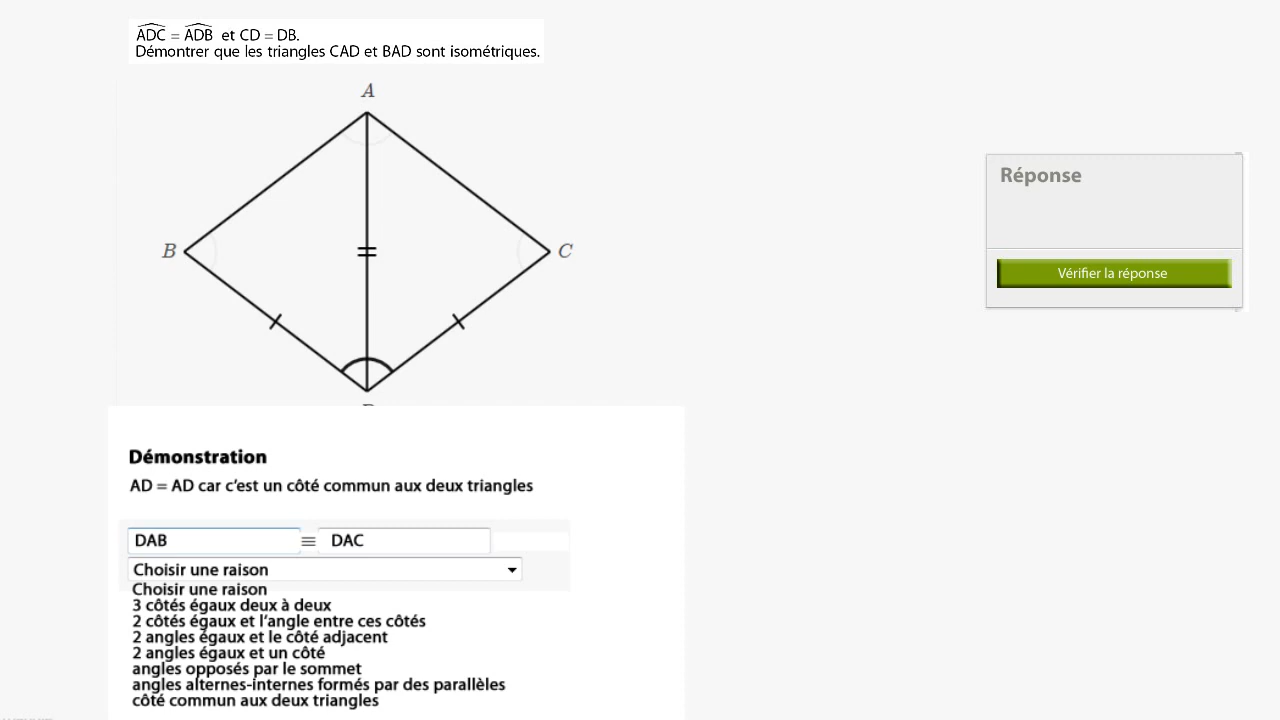 ADC = ADB et CD = DB.
Démontrer que les triangles CAD et BAD sont isométriques.
A
Réponse
B
C
Vérifier la réponse
Démonstration
AD = AD car c'est un côté commun aux deux triangles
DAB ≡ DAC
Choisir une raison
Choisir une raison
3 côtés égaux deux à deux
2 côtés égaux et l'angle entre ces côtés
2 angles égaux et le côté adjacent
2 angles égaux et un côté
angles opposés par le sommet
angles alternes-internes formés par des parallèles
côté commun aux deux triangles